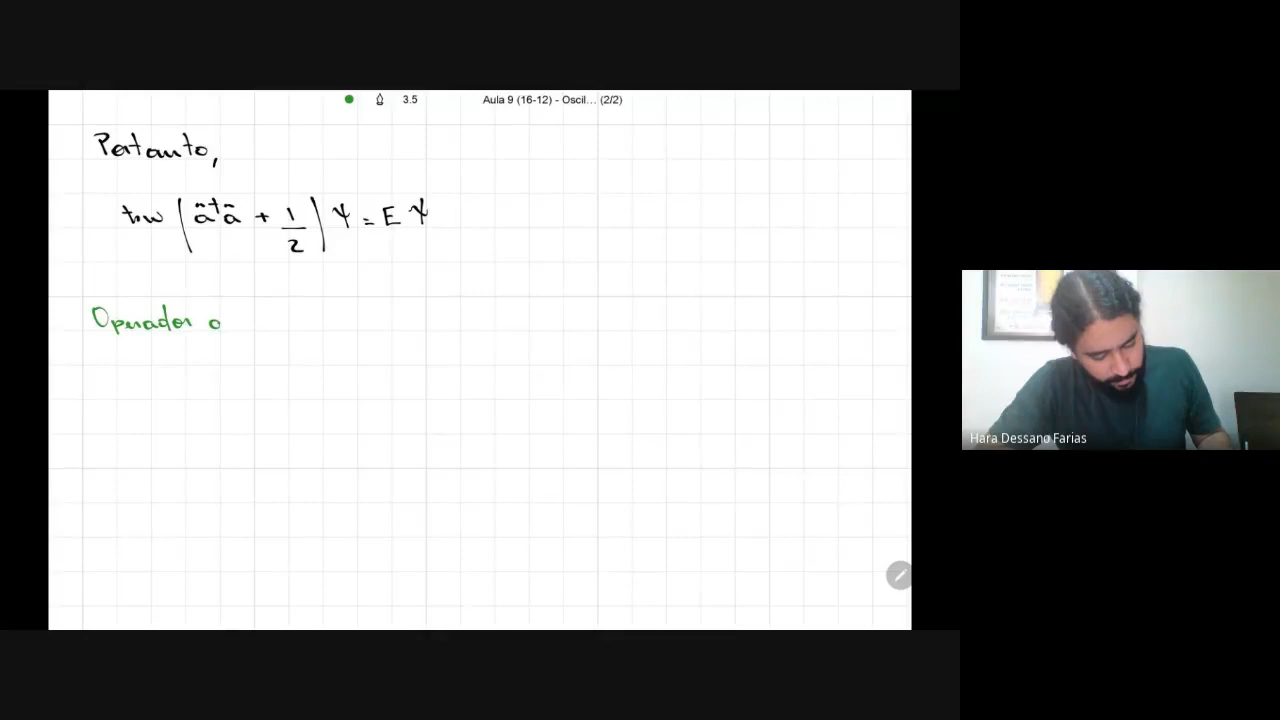 3.5 Aula 9 (16-12) - Oscil... (2/2)
Portanto,
ħω (â†â + 1/2) Ψ = E Ψ
Operador o
Hara Dessano Farias